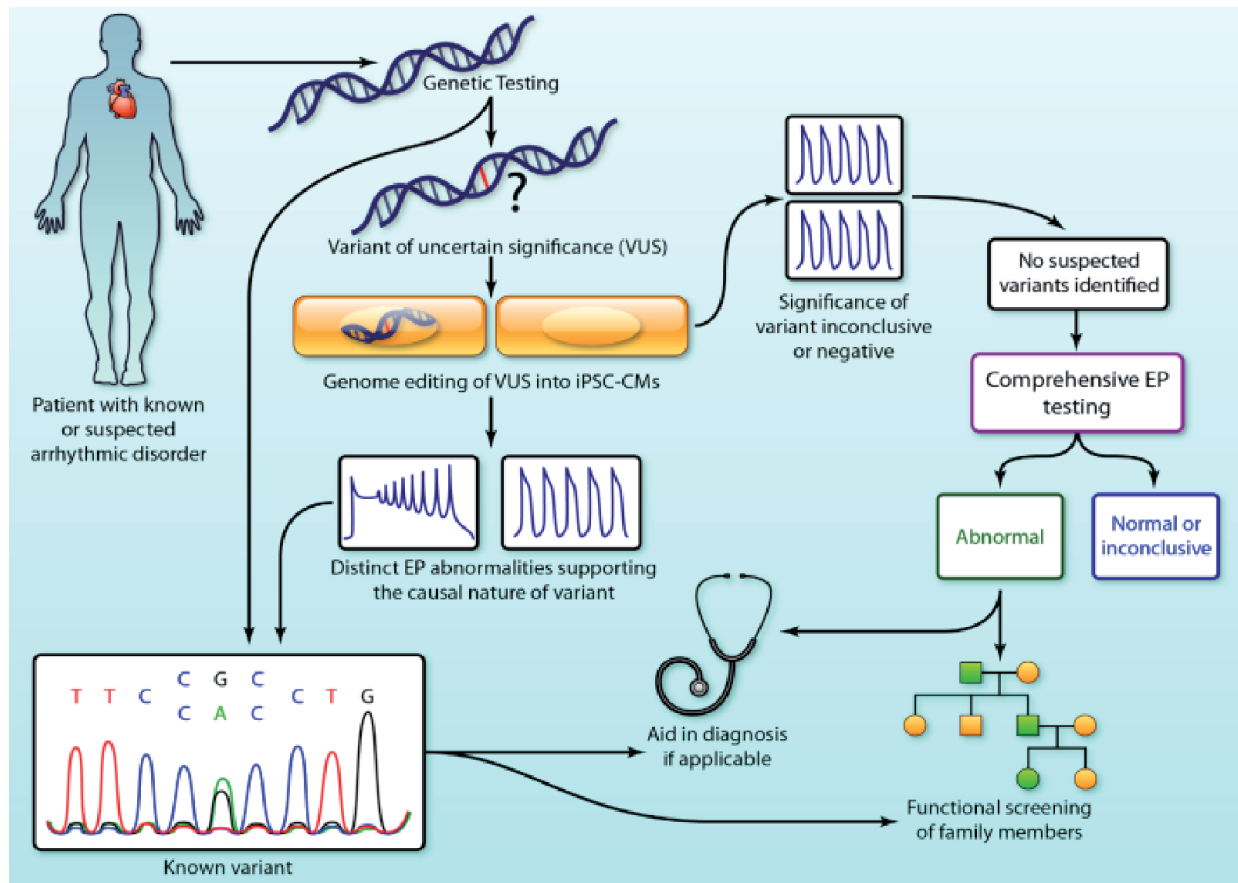 Genetic Testing
?
Variant of uncertain significance (VUS)
Genome editing of VUS into iPSC-CMs
Patient with known
or suspected
arrhythmic disorder
Significance of
variant inconclusive
or negative
No suspected
variants identified
Comprehensive EP
testing
Abnormal
Normal or
inconclusive
Distinct EP abnormalities supporting
the causal nature of variant
C G C
T T C C T G
C A C
Known variant
Aid in diagnosis
if applicable
Functional screening
of family members